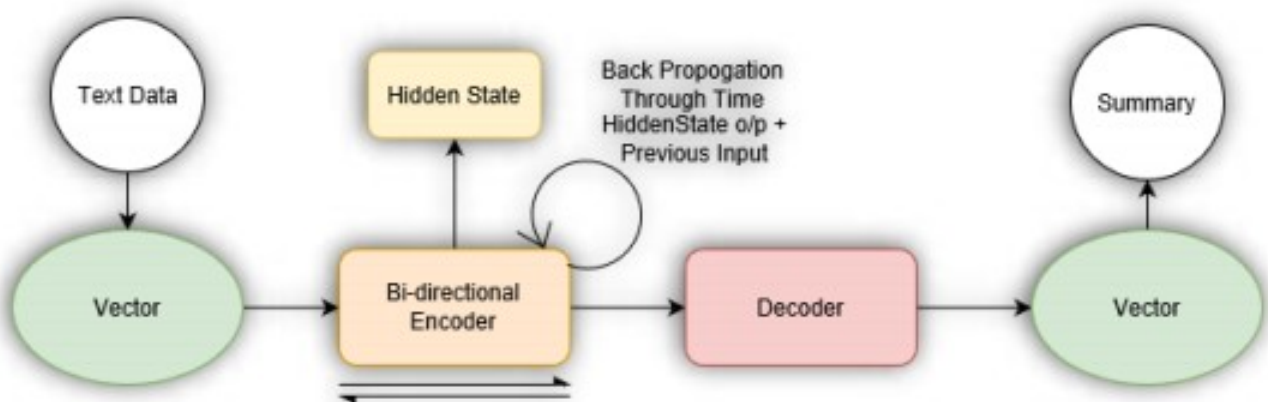 Text Data
Hidden State
Back Propogation
Through Time
HiddenState o/p +
Previous Input
Summary
Vector
Bi-directional
Encoder
Decoder
Vector